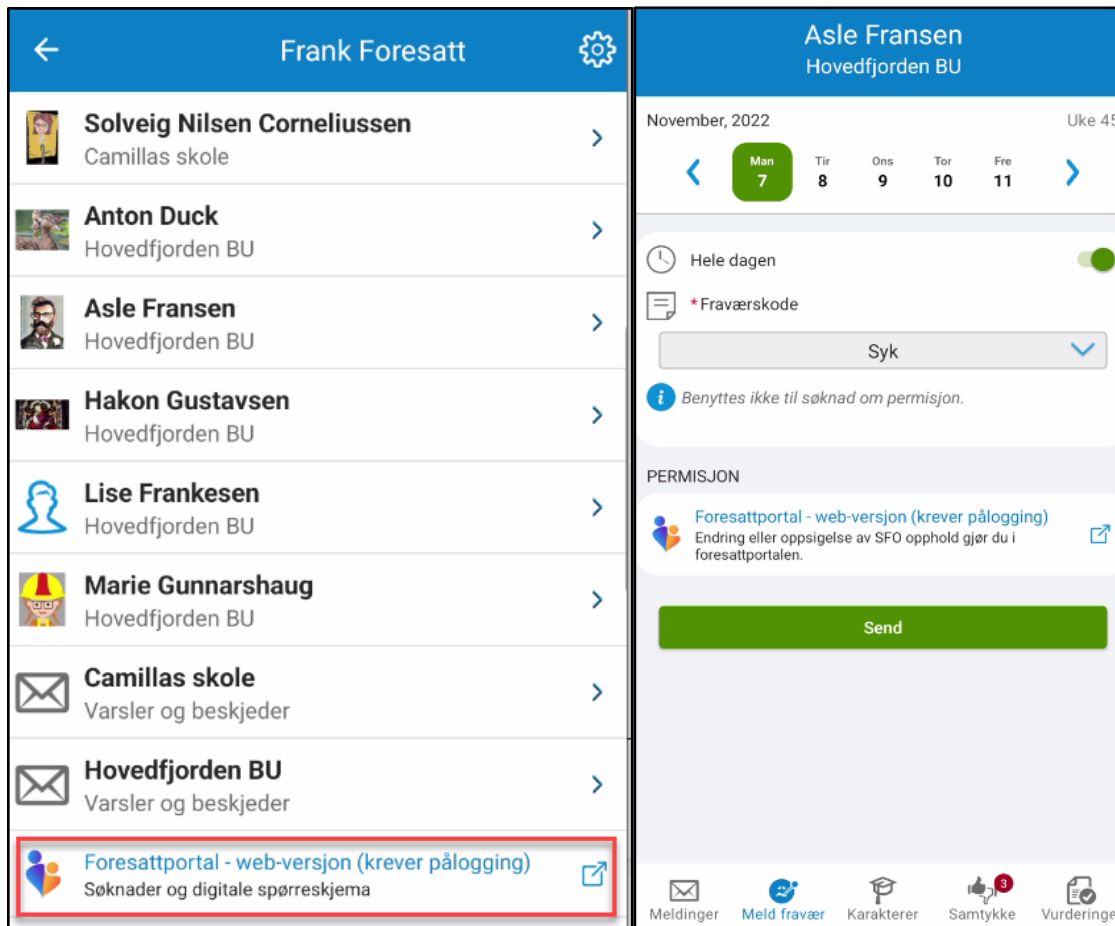 Frank Foresatt
Solveig Nilsen Corneliussen
Camillas skole
Anton Duck
Hovedfjorden BU
Asle Fransen
Hovedfjorden BU
Hakon Gustavsen
Hovedfjorden BU
Lise Frankesen
Hovedfjorden BU
Marie Gunnarshaug
Hovedfjorden BU
Camillas skole
Varsler og beskjeder
Hovedfjorden BU
Varsler og beskjeder
Foresattportal - web-versjon (krever pålogging)
Søknader og digitale spørreskjema
Asle Fransen
Hovedfjorden BU
November, 2022 Uke 45
Man Tir Ons Tor Fre
7 8 9 10 11
Hele dagen
*Fraværskode
Syk
Benyttes ikke til søknad om permisjon.
PERMISJON
Foresattportal - web-versjon (krever pålogging)
Endring eller oppsigelse av SFO opphold gjør du i
foresattportalen.
Send
3
Meldinger Meld fravær Karakterer Samtykke Vurderinge